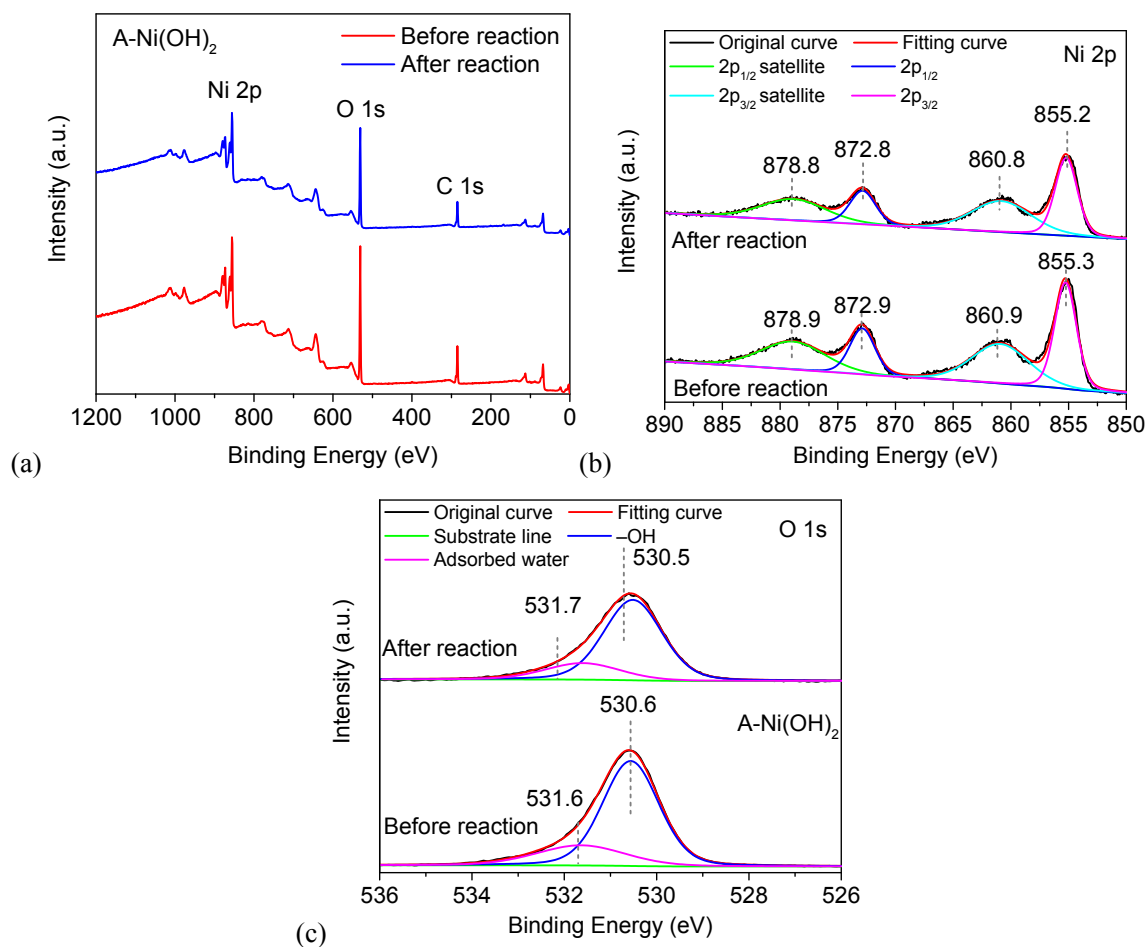 A-Ni(OH)₂
Before reaction
After reaction
Ni 2p
O 1s
C 1s
Intensity (a.u.)
1200 1000 800 600 400 200 0
Binding Energy (eV)
(a)
Original curve Fitting curve
2p₁/₂ satellite 2p₁/₂
2p₃/₂ satellite 2p₃/₂
Ni 2p
855.2
878.8 872.8 860.8
After reaction
855.3
878.9 872.9 860.9
Before reaction
Intensity (a.u.)
890 885 880 875 870 865 860 855 850
Binding Energy (eV)
(b)
Original curve Fitting curve
Substrate line –OH
Adsorbed water
O 1s
530.5
531.7
After reaction
530.6
A-Ni(OH)₂
531.6
Before reaction
Intensity (a.u.)
536 534 532 530 528 526
Binding Energy (eV)
(c)